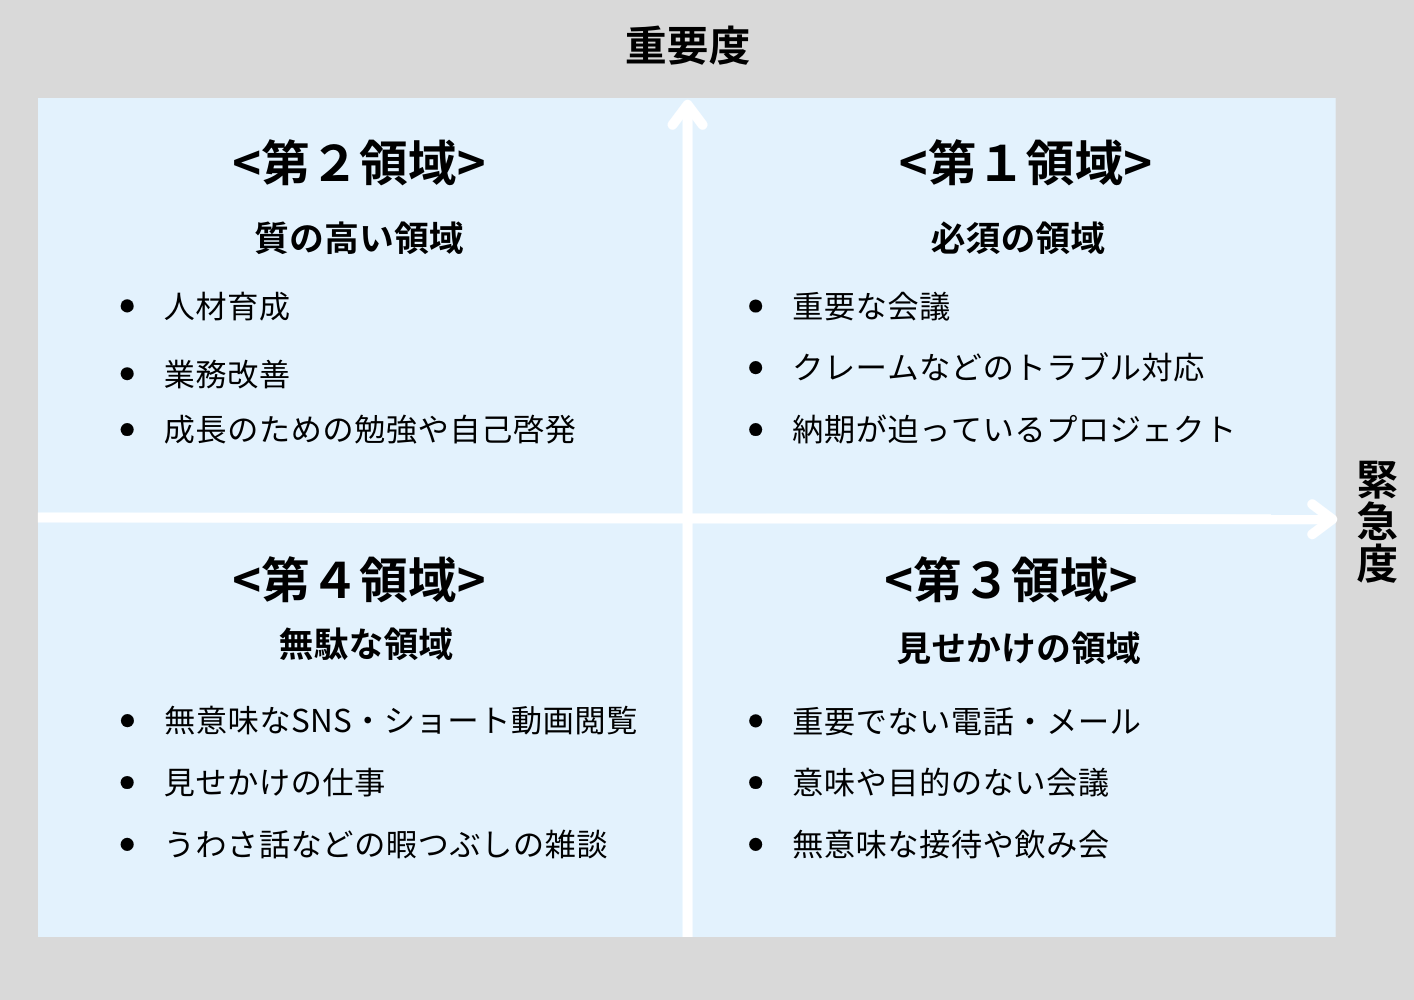 重要度
<第２領域>
質の高い領域
• 人材育成
• 業務改善
• 成長のための勉強や自己啓発
<第１領域>
必須の領域
• 重要な会議
• クレームなどのトラブル対応
• 納期が迫っているプロジェクト
緊急度
<第４領域>
無駄な領域
• 無意味なSNS・ショート動画閲覧
• 見せかけの仕事
• うわさ話などの暇つぶしの雑談
<第３領域>
見せかけの領域
• 重要でない電話・メール
• 意味や目的のない会議
• 無意味な接待や飲み会